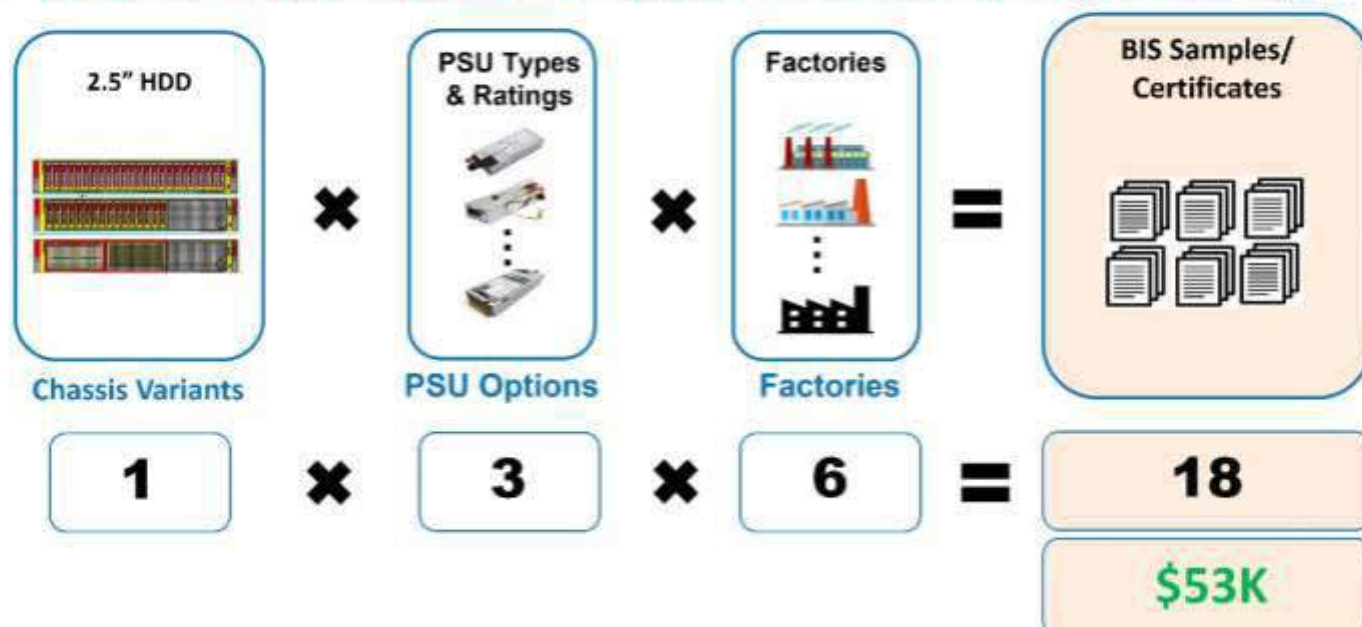 2.5" HDD
PSU Types
& Ratings
Factories
BIS Samples/
Certificates
✖
✖
=
Chassis Variants
PSU Options
Factories
1 ✖ 3 ✖ 6 = 18
$53K